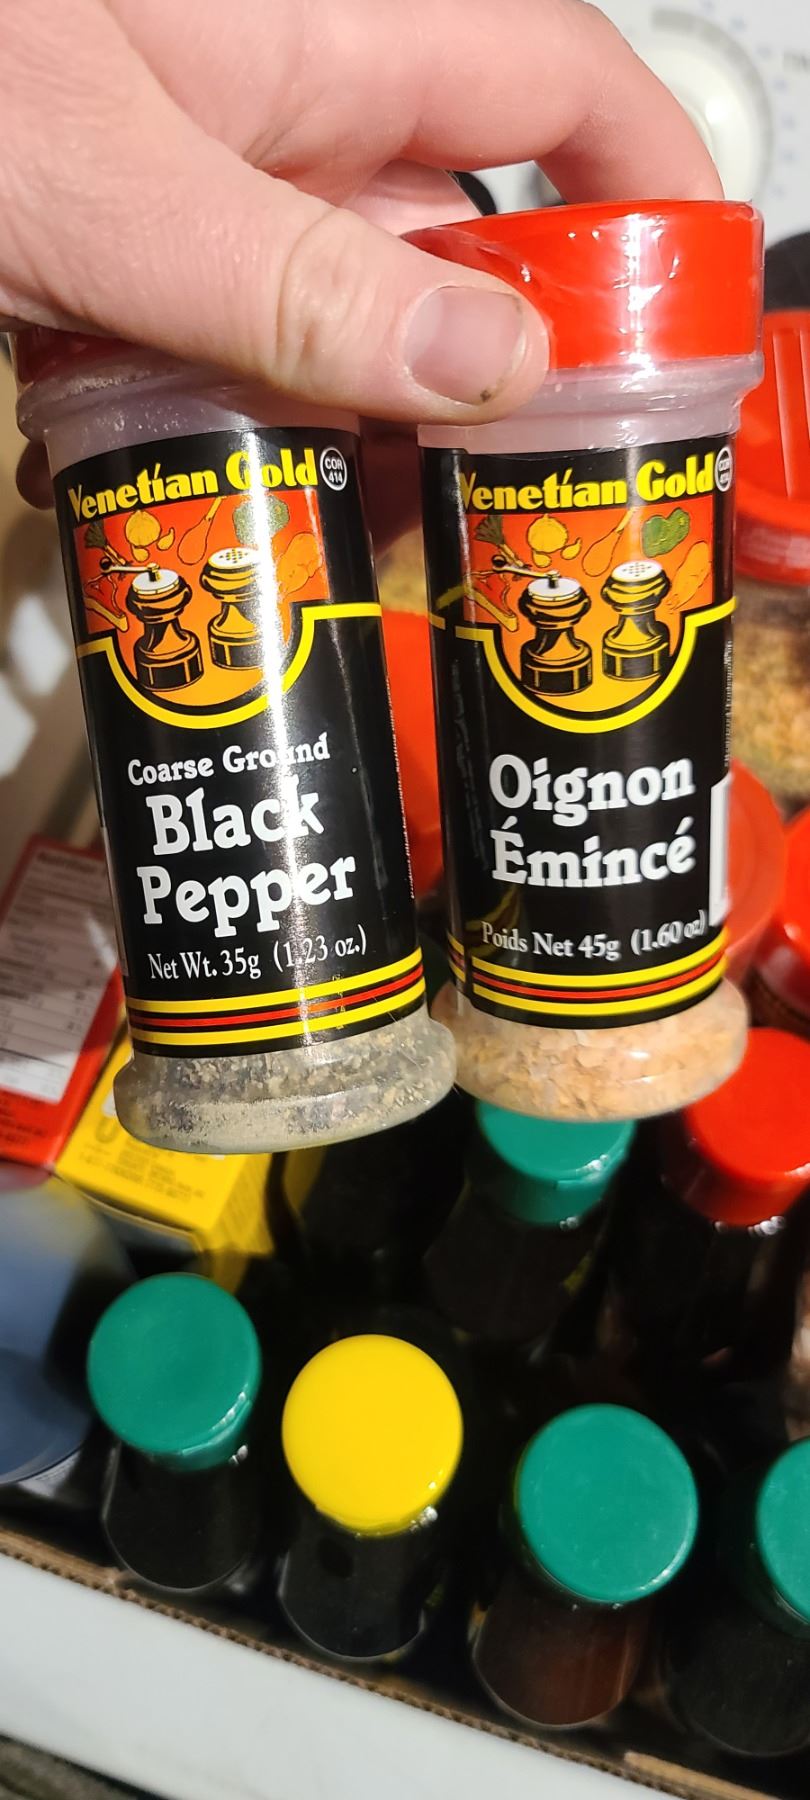 Venetian Gold
COR
414
Coarse Ground
Black
Pepper
Net Wt. 35g (1.23 oz.)
Venetian Gold
COR
Oignon
Émincé
Poids Net 45g (1.60 oz)